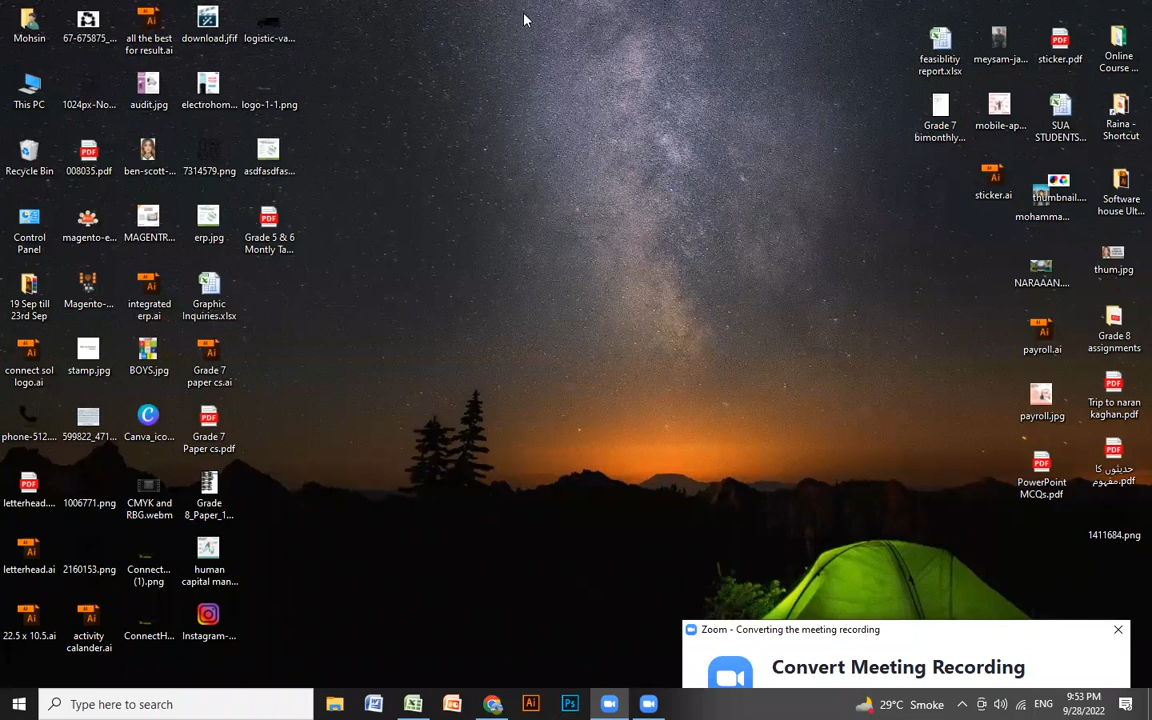 Mohsin
67-675875_...
all the best
for result.ai
download.jfif
logistic-va...
This PC
1024px-No...
audit.jpg
electrohom...
logo-1-1.png
Recycle Bin
008035.pdf
ben-scott-...
7314579.png
asdfasdfas...
Control
Panel
magento-e...
MAGENTR...
erp.jpg
Grade 5 & 6
Montly Ta...
19 Sep till
23rd Sep
Magento-...
integrated
erp.ai
Graphic
Inquiries.xlsx
connect sol
logo.ai
stamp.jpg
BOYS.jpg
Grade 7
paper cs.ai
phone-512....
599822_471...
Canva_ico...
Grade 7
Paper cs.pdf
letterhead....
1006771.png
CMYK and
RBG.webm
Grade
8_Paper_1...
letterhead.ai
2160153.png
Connect...
(1).png
human
capital man...
22.5 x 10.5.ai
activity
calander.ai
ConnectH...
Instagram-...
feasiblitiy
report.xlsx
meysam-ja...
sticker.pdf
Online
Course ...
Grade 7
bimonthly...
mobile-ap...
SUA
STUDENTS...
Raina -
Shortcut
sticker.ai
thumbnail....
mohamma...
Software
house Ult...
NARAAAN....
thum.jpg
payroll.ai
Grade 8
assignments
payroll.jpg
Trip to naran
kaghan.pdf
PowerPoint
MCQs.pdf
حدیثوں کا
مفہوم.pdf
1411684.png
Zoom - Converting the meeting recording
Convert Meeting Recording
Type here to search
29°C Smoke
ENG
9:53 PM
9/28/2022